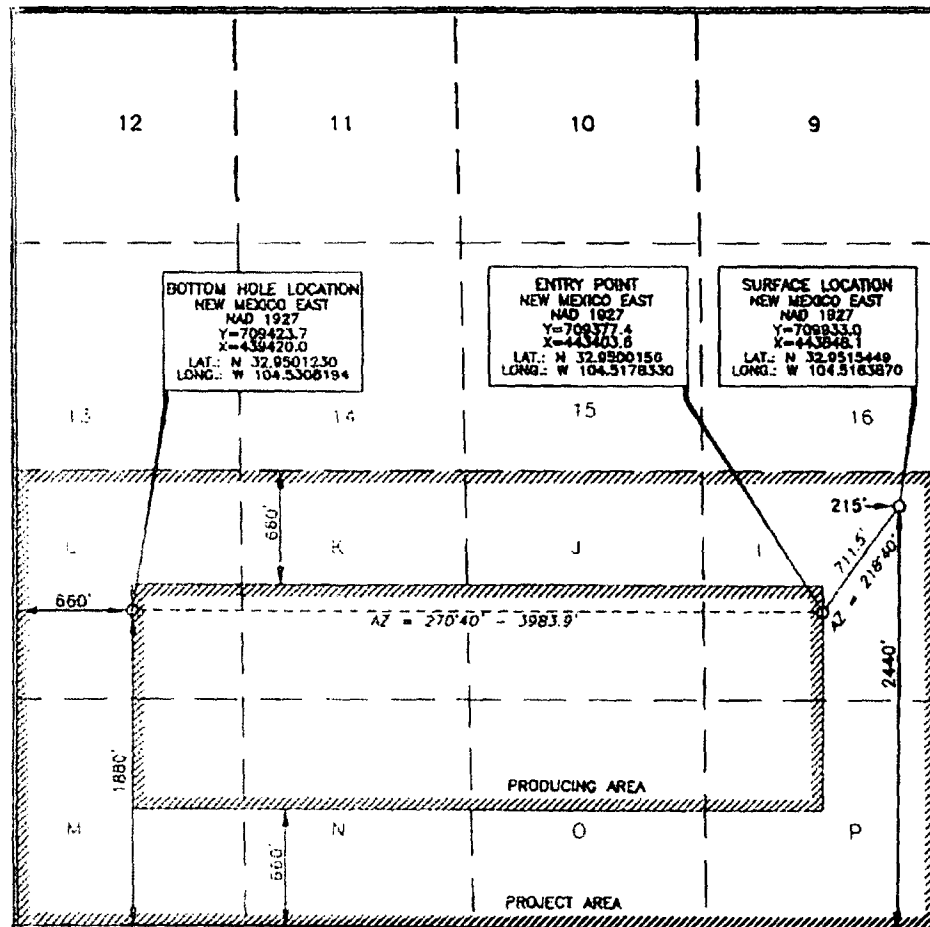 12
11
10
9
BOTTOM HOLE LOCATION
NEW MEXICO EAST
NAD 1927
Y=709423.7
X=439420.0
LAT.: N 32.9501230
LONG.: W 104.5308194
ENTRY POINT
NEW MEXICO EAST
NAD 1927
Y=709377.4
X=443403.6
LAT.: N 32.9500156
LONG.: W 104.5178330
SURFACE LOCATION
NEW MEXICO EAST
NAD 1927
Y=709933.0
X=443848.1
LAT.: N 32.9515449
LONG.: W 104.5163870
13
14
15
16
215'
L
660'
K
J
I
711.5'
AZ = 218°40'
660'
AZ = 270°40' - 3983.9'
2440'
1880'
PRODUCING AREA
M
N
O
P
660'
PROJECT AREA